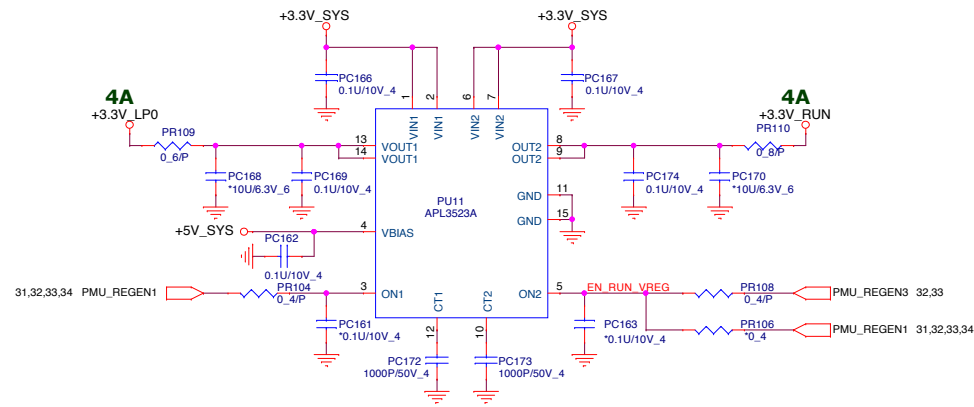 +3.3V_SYS
+3.3V_SYS
PC166
0.1U/10V_4
PC167
0.1U/10V_4
4A
+3.3V_LP0
4A
+3.3V_RUN
1
2
6
7
VIN1
VIN1
VIN2
VIN2
PR109
0_6/P
13
14
VOUT1
VOUT1
OUT2
OUT2
8
9
PR110
0_8/P
PC168
*10U/6.3V_6
PC169
0.1U/10V_4
PC174
0.1U/10V_4
PC170
*10U/6.3V_6
PU11
APL3523A
GND
11
GND
15
+5V_SYS
4
VBIAS
PC162
0.1U/10V_4
31,32,33,34 PMU_REGEN1
PR104
0_4/P
3
ON1
ON2
5
EN_RUN_VREG
PR108
0_4/P
PMU_REGEN3 32,33
CT1
CT2
PC161
*0.1U/10V_4
PC163
*0.1U/10V_4
PR106
*0_4
PMU_REGEN1 31,32,33,34
12
10
PC172
1000P/50V_4
PC173
1000P/50V_4